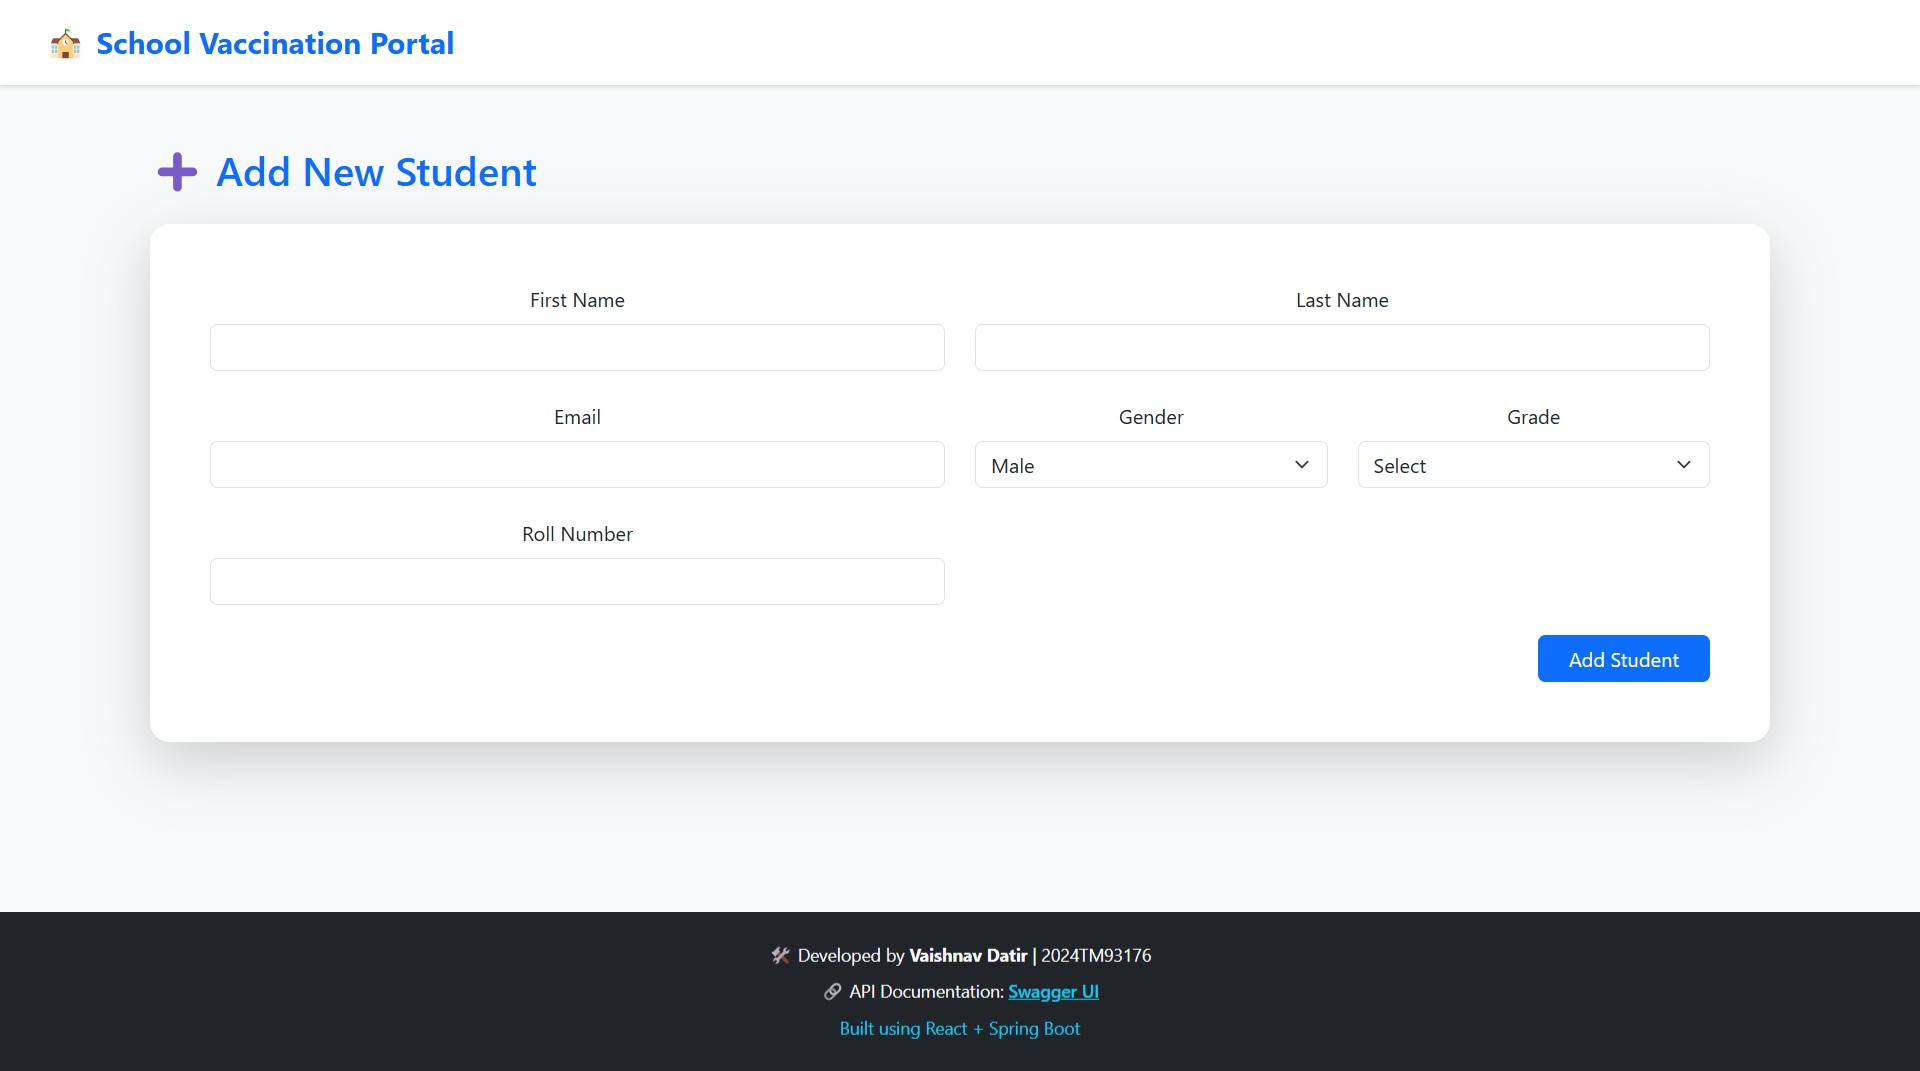 School Vaccination Portal
Add New Student
First Name
Last Name
Email
Gender
Grade
Male
Select
Roll Number
Add Student
Developed by Vaishnav Datir | 2024TM93176
API Documentation: Swagger UI
Built using React + Spring Boot